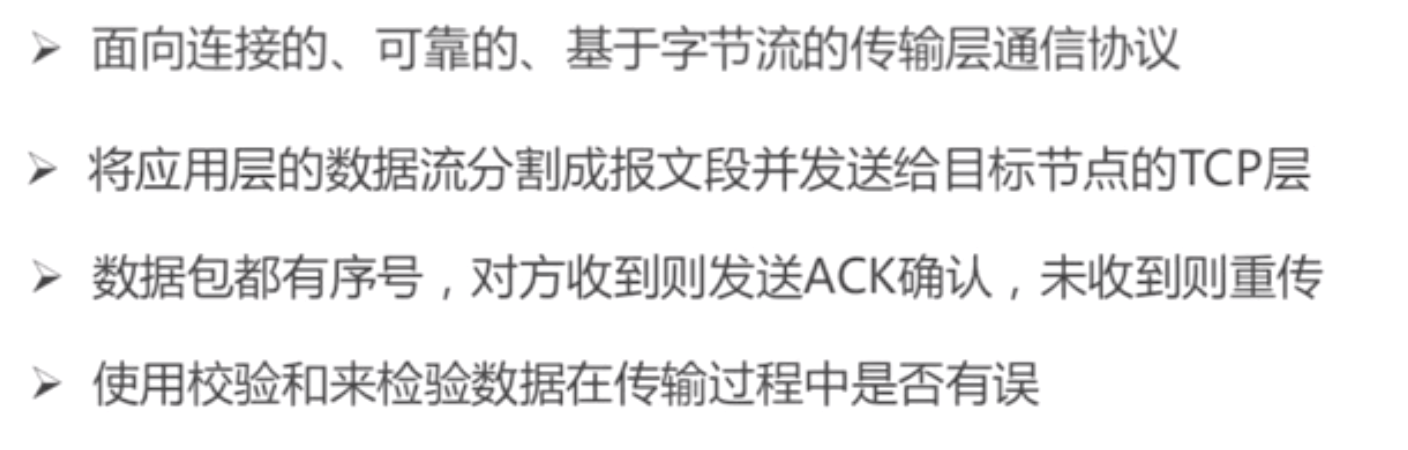 ➢ 面向连接的、可靠的、基于字节流的传输层通信协议
➢ 将应用层的数据流分割成报文段并发送给目标节点的TCP层
➢ 数据包都有序号，对方收到则发送ACK确认，未收到则重传
➢ 使用校验和来检验数据在传输过程中是否有误